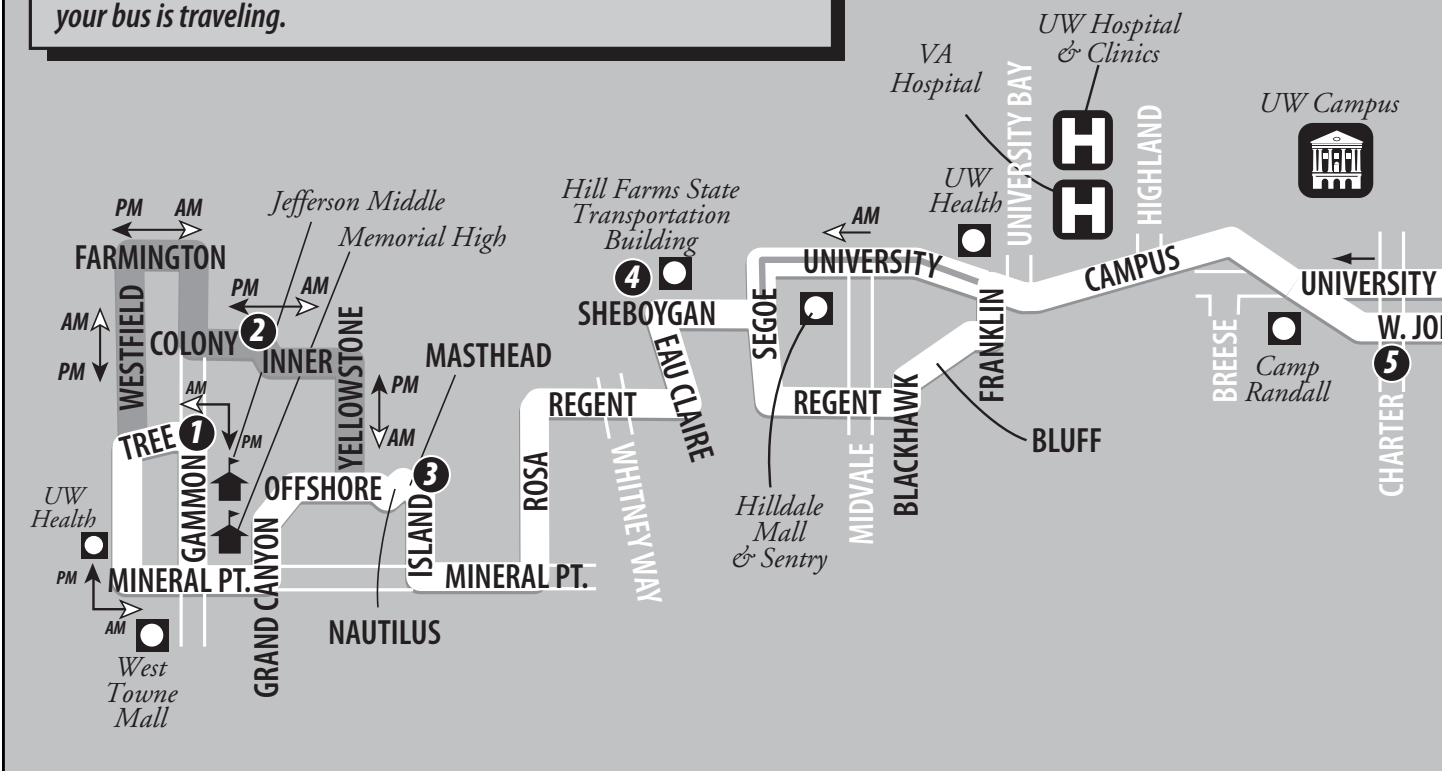 your bus is traveling.
UW Hospital
& Clinics
VA
Hospital
UNIVERSITY BAY
HIGHLAND
UW Campus
H
H
UW
Health
Jefferson Middle
Memorial High
Hill Farms State
Transportation
Building
PM AM
FARMINGTON
AM
UNIVERSITY
CAMPUS
UNIVERSITY
4
SHEBOYGAN
SEGOE
FRANKLIN
PM AM
AM
PM
WESTFIELD
COLONY
2
INNER
YELLOWSTONE
MASTHEAD
EAU CLAIRE
BREESE
Camp
Randall
5
CHARTER
PM
AM
AM
PM
TREE
1
GAMMON
REGENT
REGENT
BLACKHAWK
BLUFF
MIDVALE
WHITNEY WAY
ROSA
3
OFFSHORE
ISLAND
UW
Health
Hilldale
Mall
& Sentry
PM
AM
MINERAL PT.
MINERAL PT.
GRAND CANYON
NAUTILUS
West
Towne
Mall